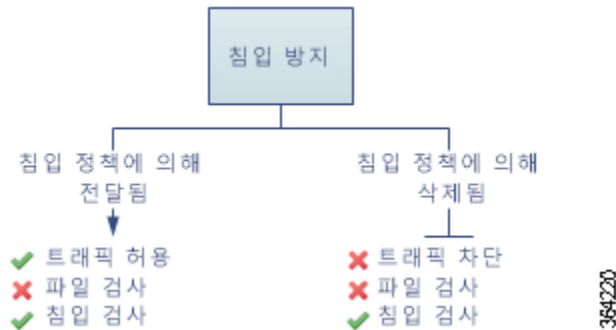 침입 방지
침입 정책에 의해
전달됨
침입 정책에 의해
삭제됨
트래픽 허용
파일 검사
침입 검사
트래픽 차단
파일 검사
침입 검사
384220